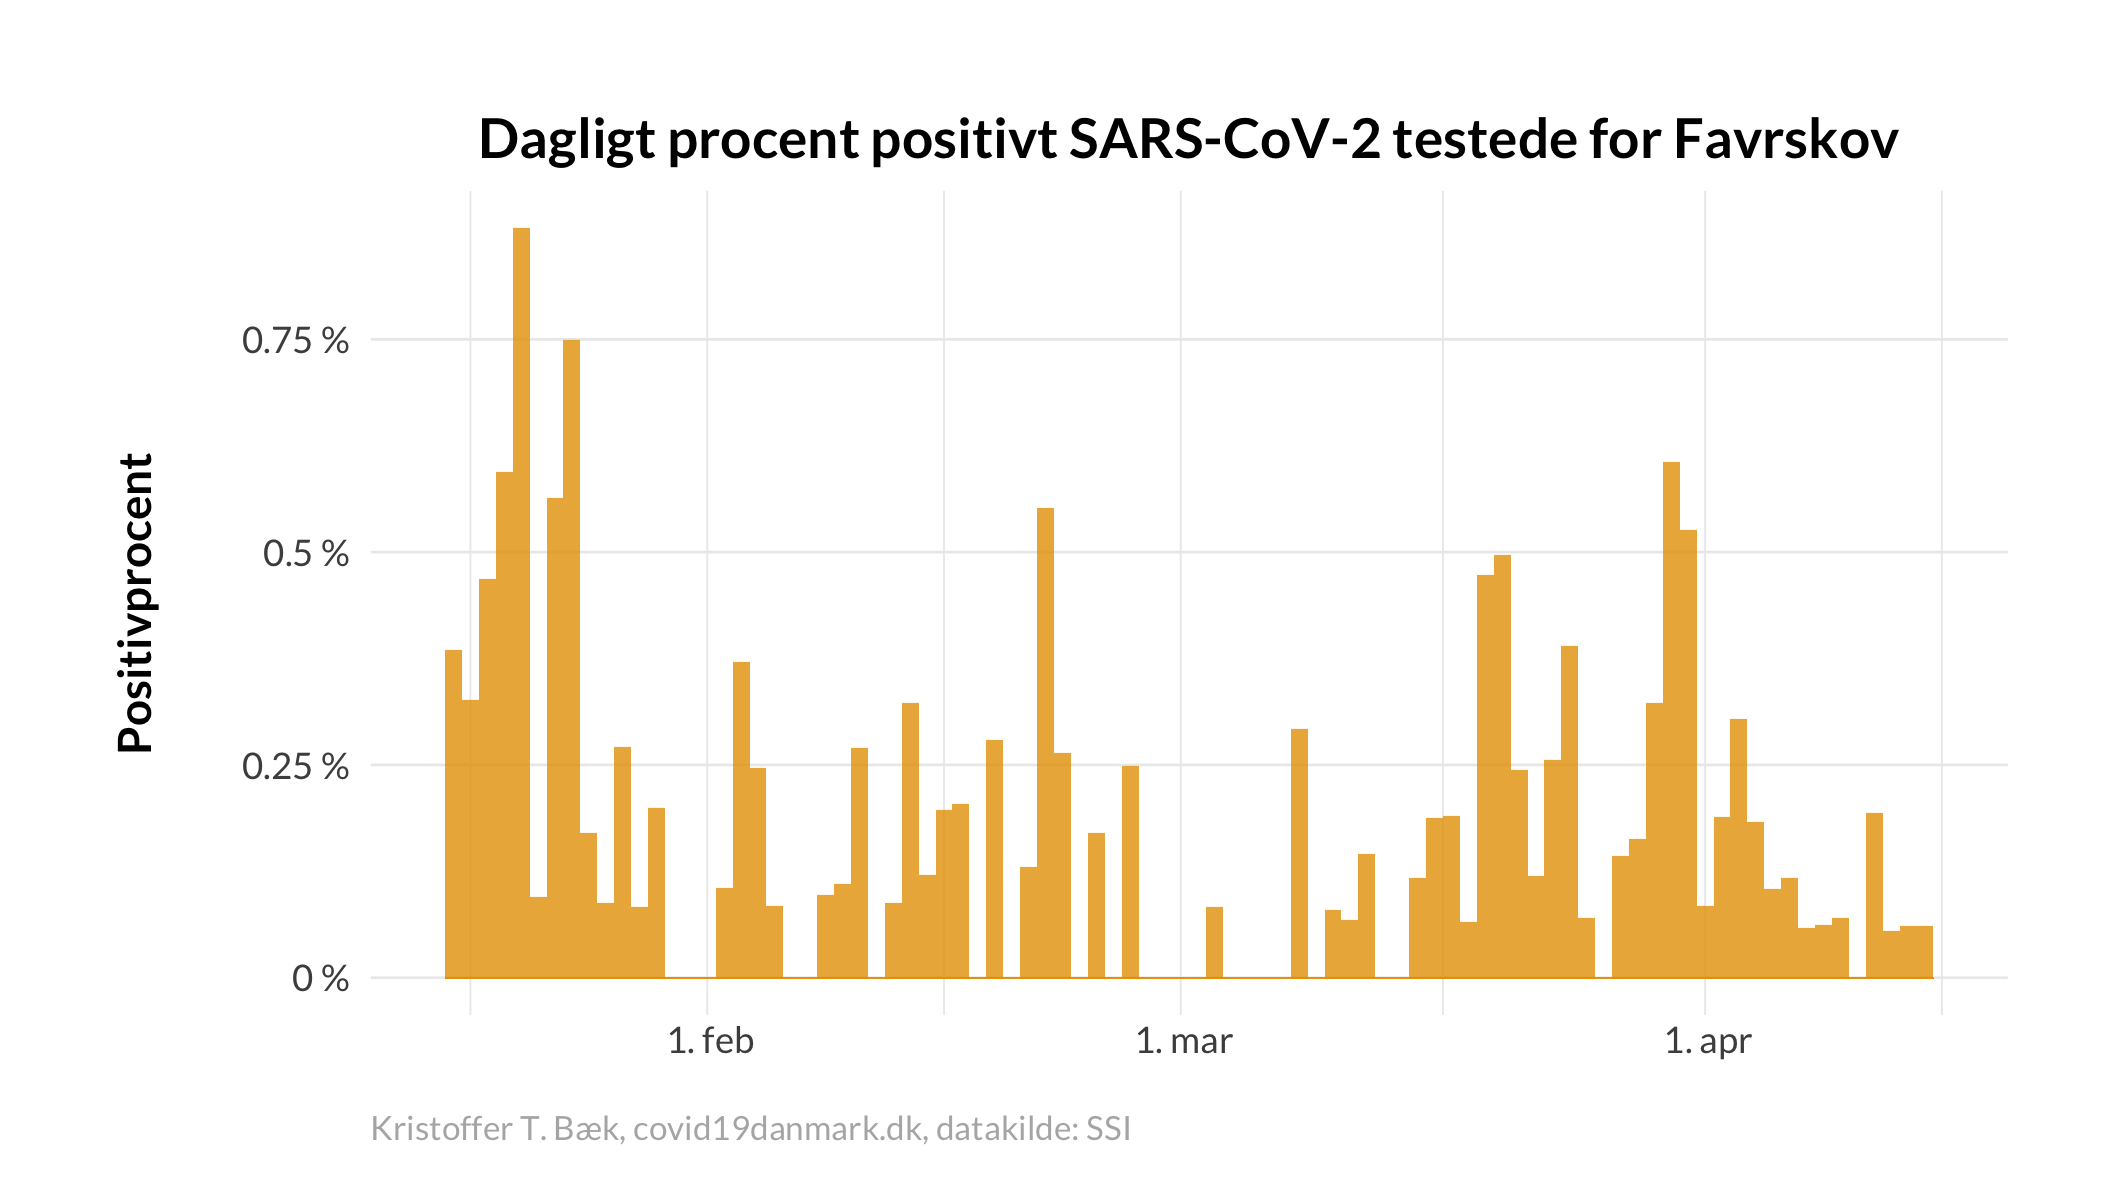 Dagligt procent positivt SARS-CoV-2 testede for Favrskov
Positivprocent
0.75 %
0.5 %
0.25 %
0 %
1. feb
1. mar
1. apr
Kristoffer T. Bæk, covid19danmark.dk, datakilde: SSI